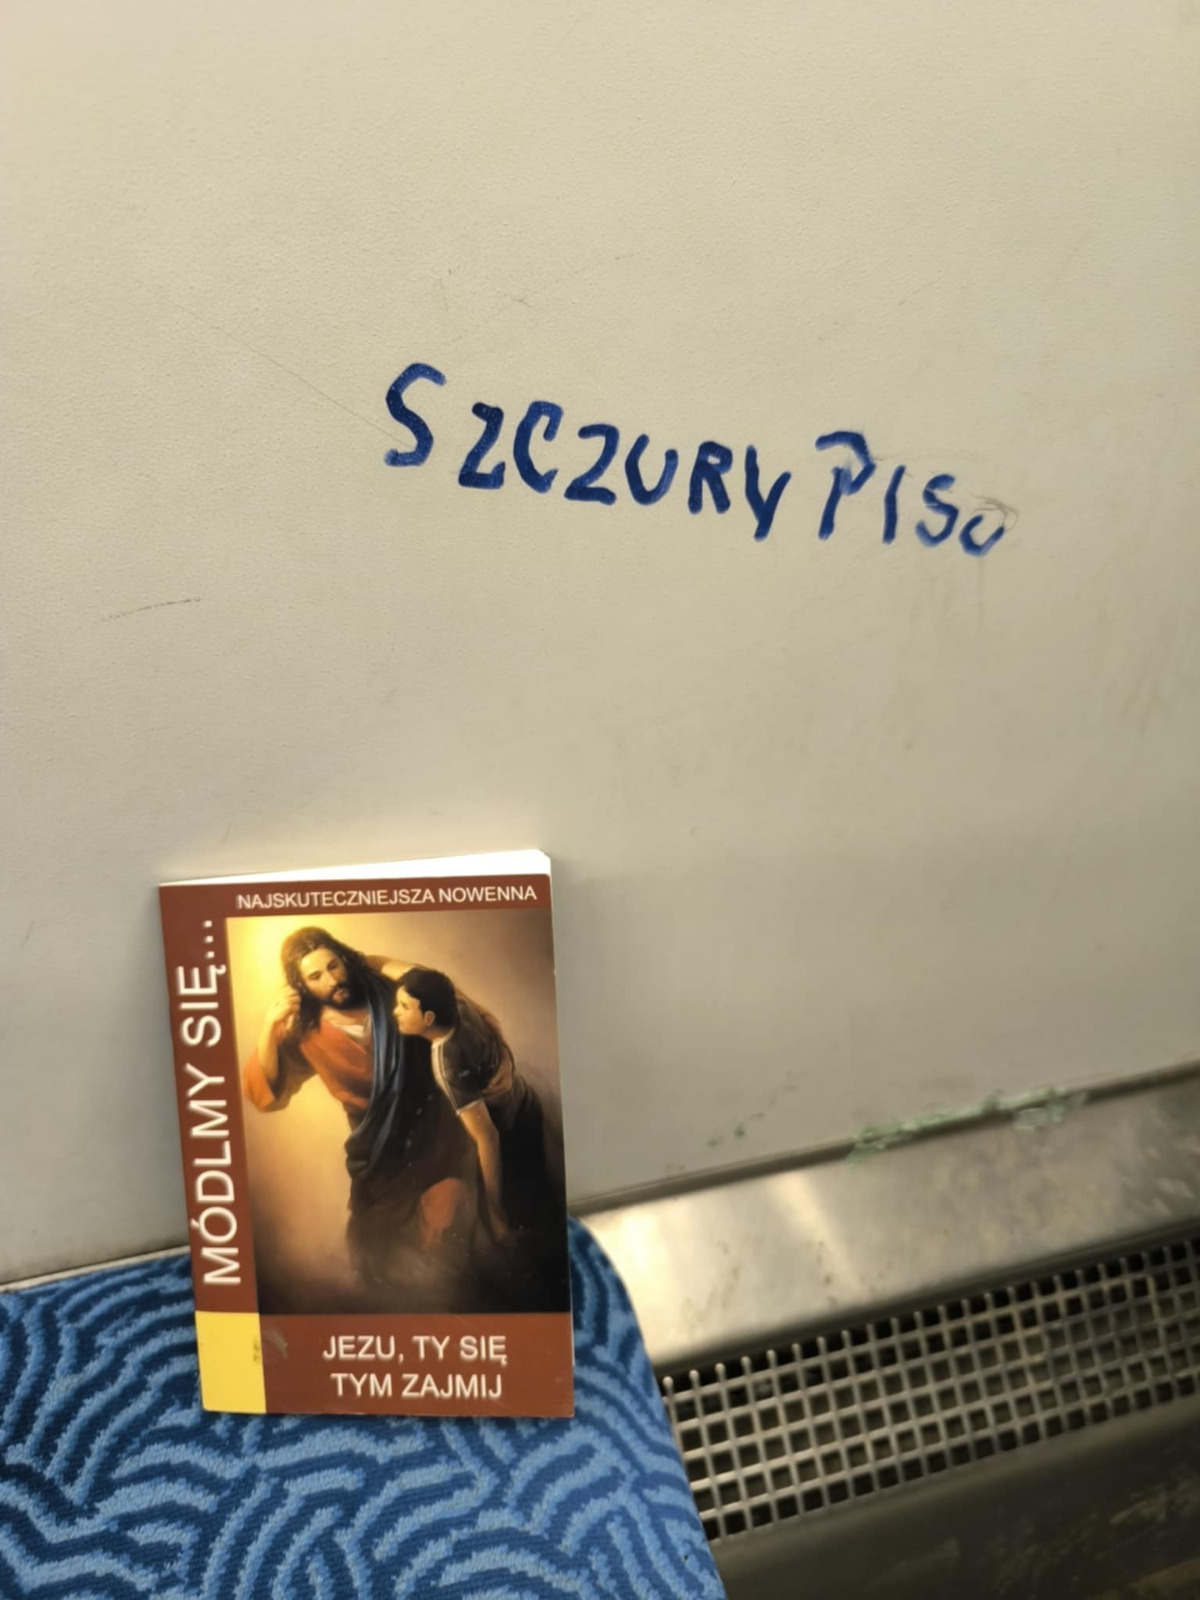 SZCZURY PISU
NAJSKUTECZNIEJSZA NOWENNA
MÓDLMY SIĘ...
JEZU, TY SIĘ
TYM ZAJMIJ